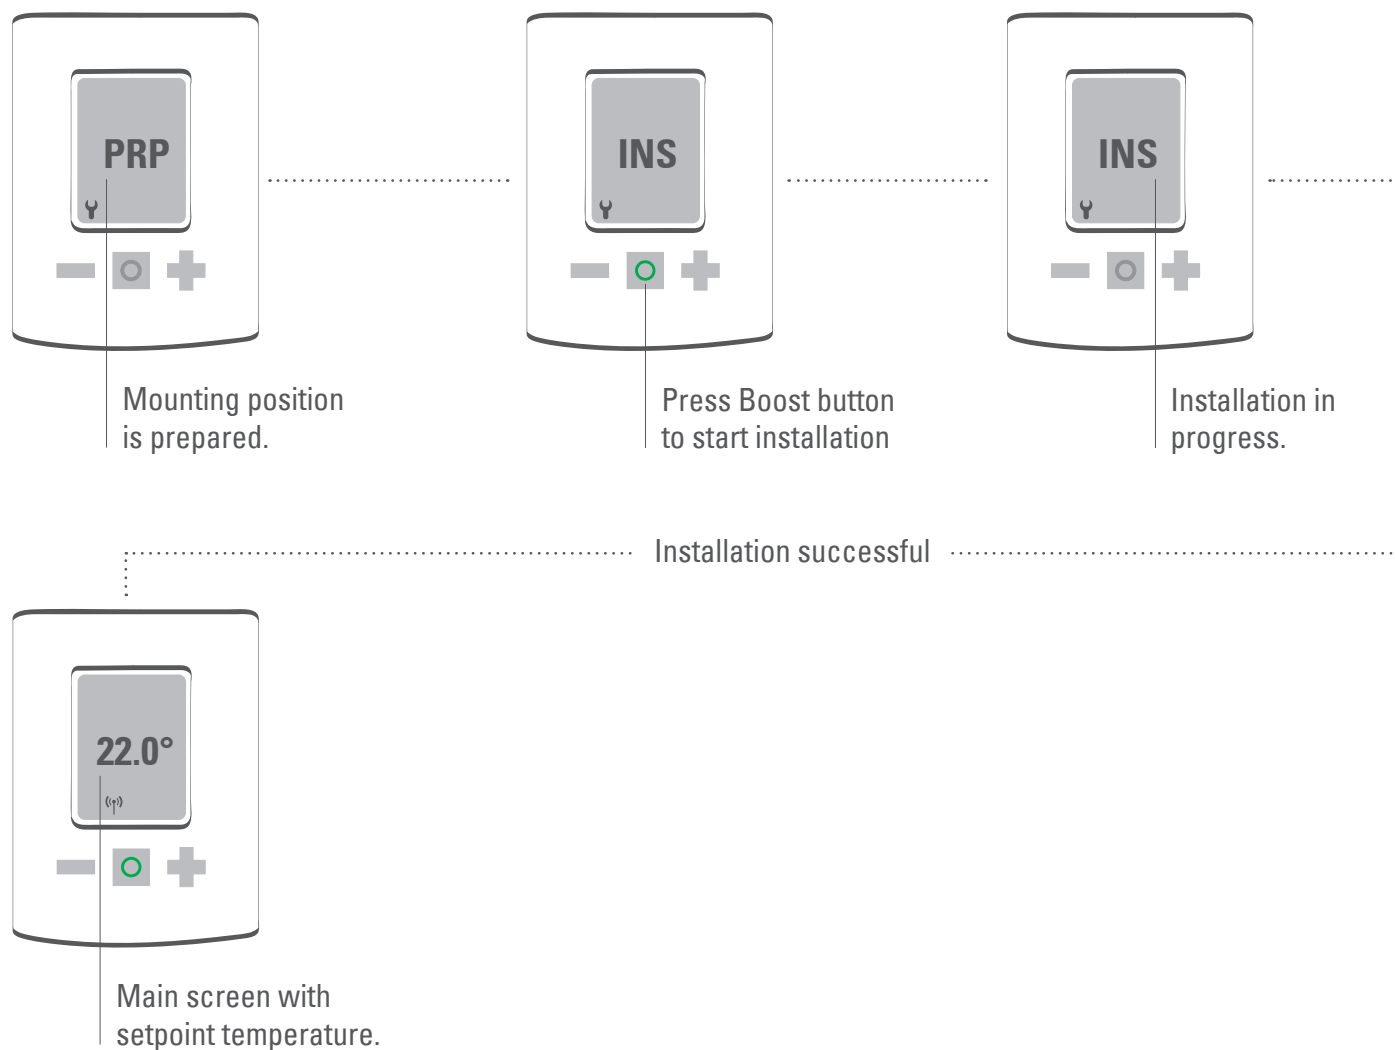 PRP
INS
INS
Mounting position
is prepared.
Press Boost button
to start installation
Installation in
progress.
Installation successful
22.0°
Main screen with
setpoint temperature.